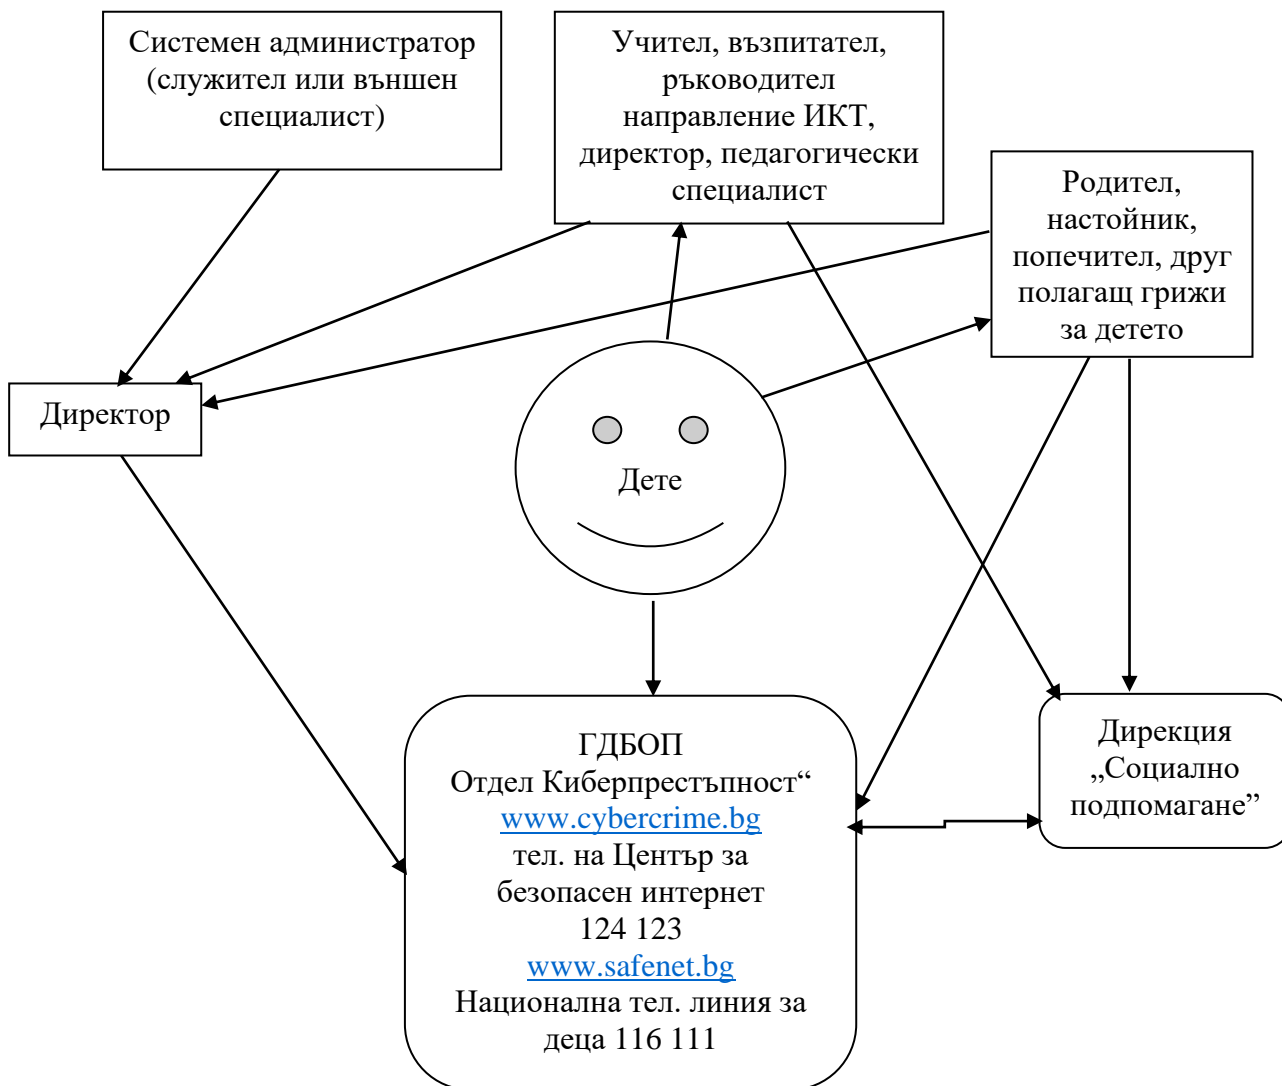 Системен администратор
(служител или външен
специалист)
Учител, възпитател,
ръководител
направление ИКТ,
директор, педагогически
специалист
Родител,
настойник,
попечител, друг
полагащ грижи
за детето
Директор
Дете
ГДБОП
Отдел Киберпрестъпност“
www.cybercrime.bg
тел. на Център за
безопасен интернет
124 123
www.safenet.bg
Национална тел. линия за
деца 116 111
Дирекция
„Социално
подпомагане”